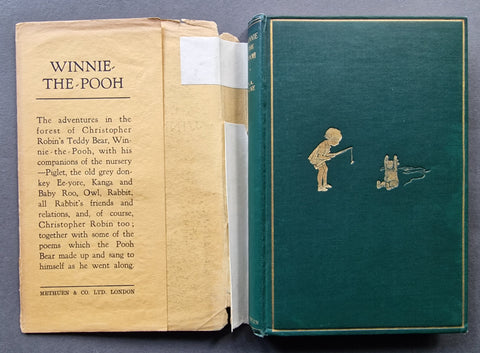 WINNIE-
THE-POOH
The adventures in the
forest of Christopher
Robin's Teddy Bear, Win-
nie-the-Pooh, with his
companions of the nursery
—Piglet, the old grey don-
key Ee-yore, Kanga and
Baby Roo, Owl, Rabbit,
all Rabbit's friends and
relations, and, of course,
Christopher Robin too;
together with some of the
poems which the Pooh
Bear made up and sang to
himself as he went along.
METHUEN & CO. LTD. LONDON
WINNIE
THE
POOH